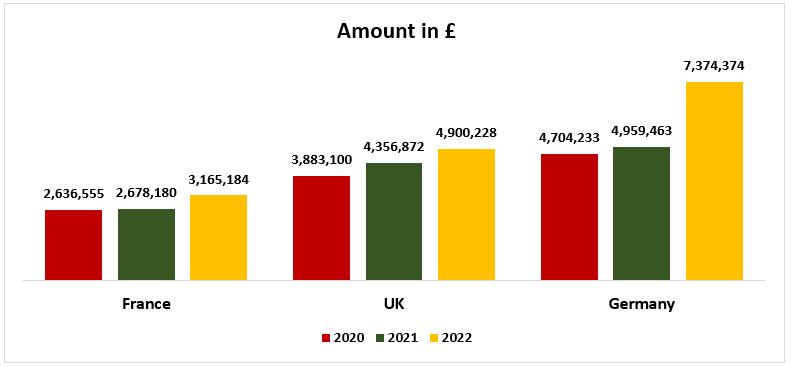 Amount in £
7,374,374
4,704,233 4,959,463
3,883,100 4,356,872 4,900,228
2,636,555 2,678,180 3,165,184
France UK Germany
2020 2021 2022